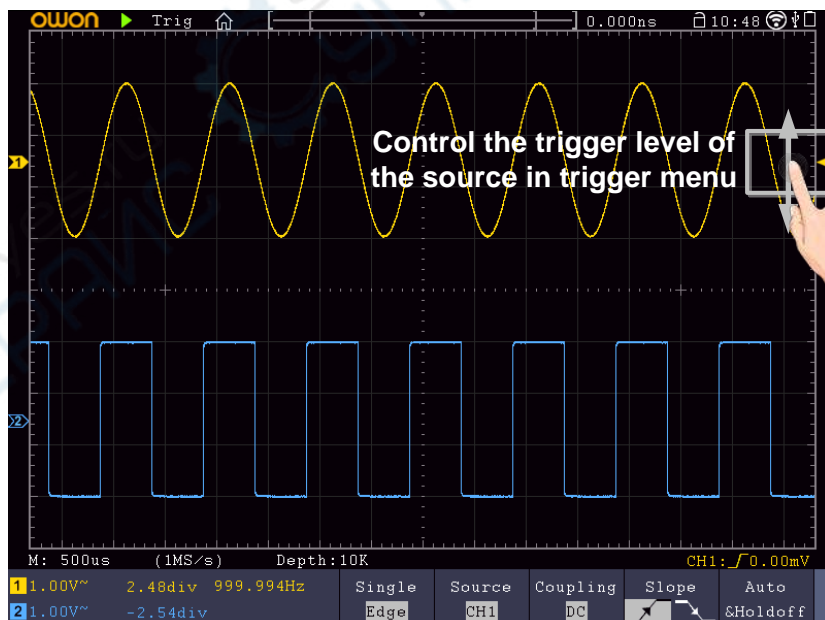 owon Trig 0.000ns 10:48
Control the trigger level of
the source in trigger menu
1
2
M: 500us (1MS/s) Depth:10K CH1: 0.00mV
1 1.00V~ 2.48div 999.994Hz Single Source Coupling Slope Auto
2 1.00V~ -2.54div Edge CH1 DC &Holdoff